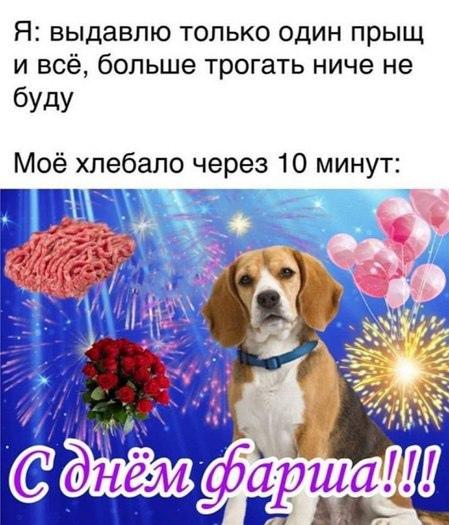 Я: выдавлю только один прыщ
и всё, больше трогать ниче не
буду
Моё хлебало через 10 минут:
С днём фарша!!!